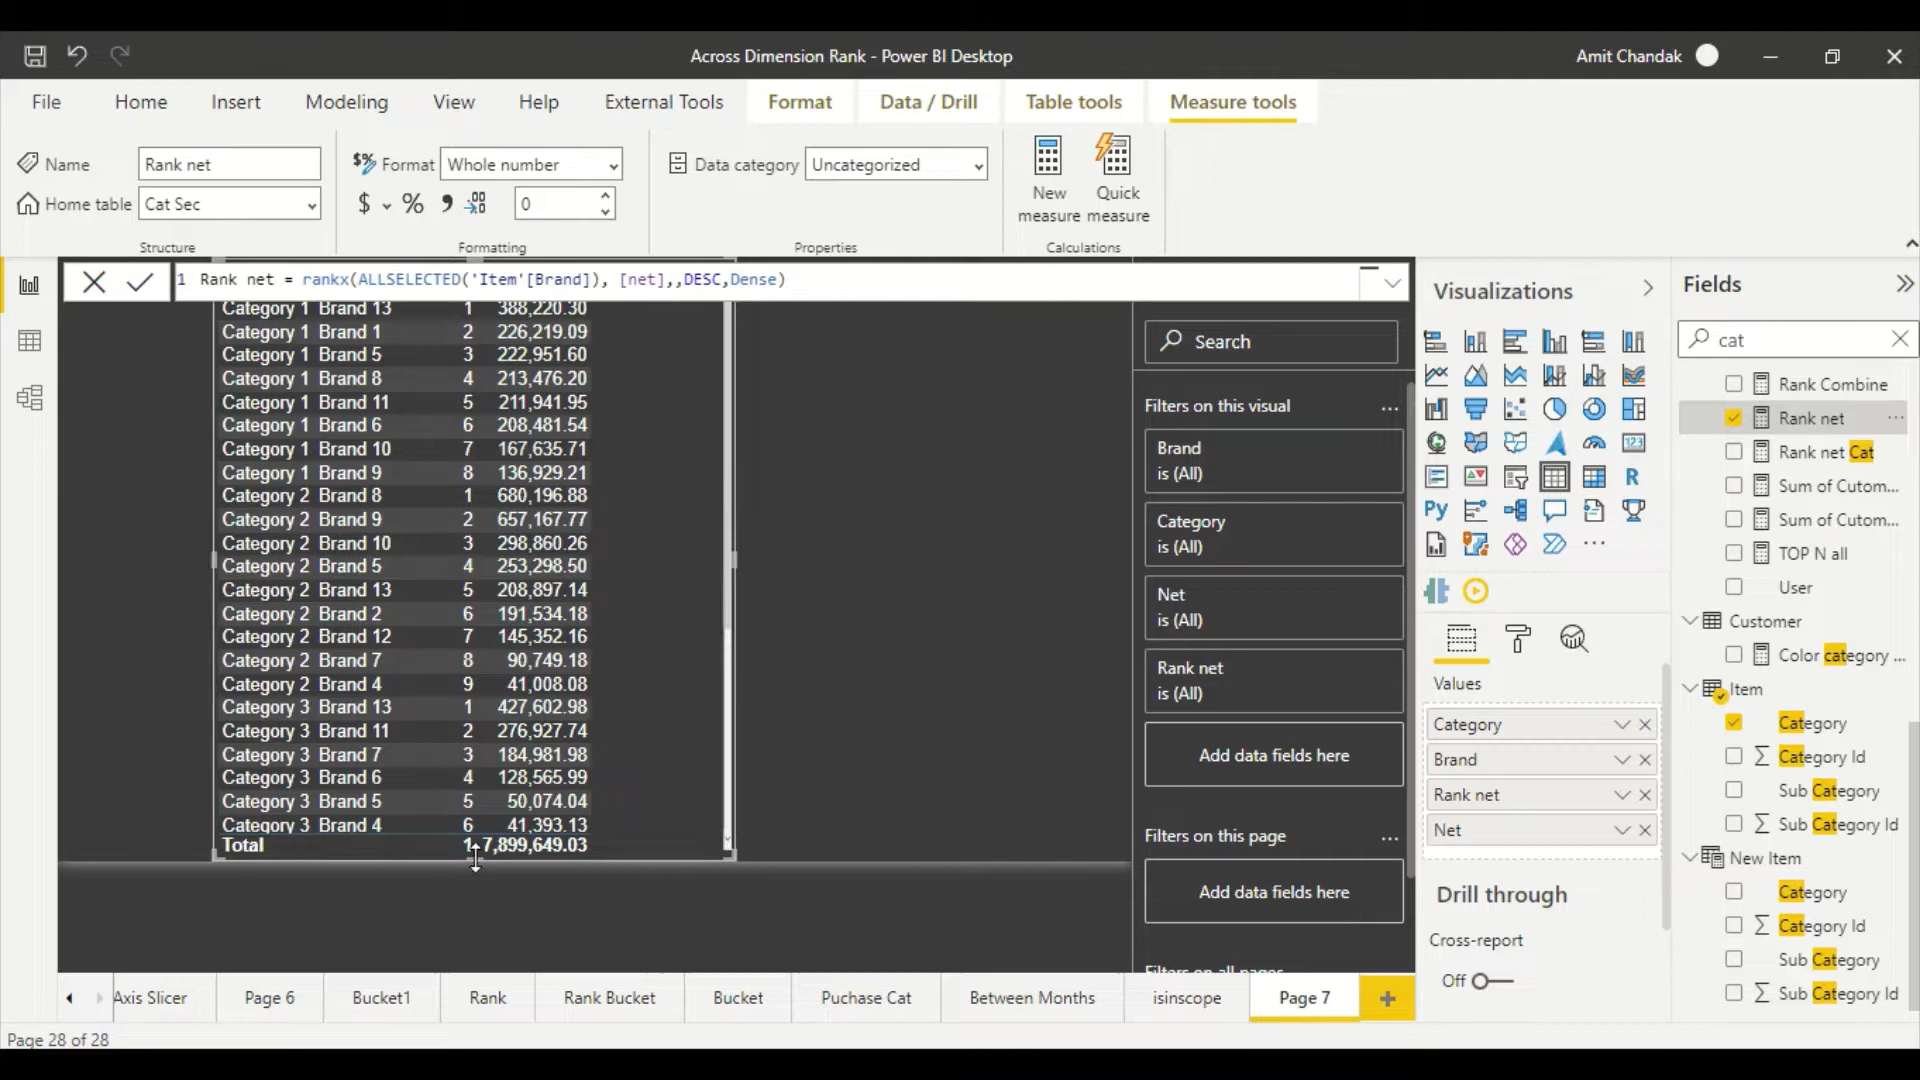 Across Dimension Rank - Power BI Desktop
Amit Chandak
File Home Insert Modeling View Help External Tools Format Data / Drill Table tools Measure tools
Name Rank net
Home table Cat Sec
Structure
Format Whole number
$ % 0
Formatting
Data category Uncategorized
Properties
New measure
Quick measure
Calculations
1 Rank net = rankx(ALLSELECTED('Item'[Brand]), [net],,DESC,Dense)
Category 1 Brand 13 1 388,220.30
Category 1 Brand 1 2 226,219.09
Category 1 Brand 5 3 222,951.60
Category 1 Brand 8 4 213,476.20
Category 1 Brand 11 5 211,941.95
Category 1 Brand 6 6 208,481.54
Category 1 Brand 10 7 167,635.71
Category 1 Brand 9 8 136,929.21
Category 2 Brand 8 1 680,196.88
Category 2 Brand 9 2 657,167.77
Category 2 Brand 10 3 298,860.26
Category 2 Brand 5 4 253,298.50
Category 2 Brand 13 5 208,897.14
Category 2 Brand 2 6 191,534.18
Category 2 Brand 12 7 145,352.16
Category 2 Brand 7 8 90,749.18
Category 2 Brand 4 9 41,008.08
Category 3 Brand 13 1 427,602.98
Category 3 Brand 11 2 276,927.74
Category 3 Brand 7 3 184,981.98
Category 3 Brand 6 4 128,565.99
Category 3 Brand 5 5 50,074.04
Category 3 Brand 4 6 41,393.13
Total 1 7,899,649.03
Search
Filters on this visual ...
Brand
is (All)
Category
is (All)
Net
is (All)
Rank net
is (All)
Add data fields here
Filters on this page ...
Add data fields here
Filters on all pages
Visualizations
R
Py
123
...
Values
Category
Brand
Rank net
Net
Drill through
Cross-report
Off
Fields
cat
Rank Combine
Rank net ...
Rank net Cat
Sum of Cutom...
Sum of Cutom...
TOP N all
User
Customer
Color category ...
Item
Category
Category Id
Sub Category
Sub Category Id
New Item
Category
Category Id
Sub Category
Sub Category Id
Axis Slicer Page 6 Bucket1 Rank Rank Bucket Bucket Puchase Cat Between Months isinscope Page 7 +
Page 28 of 28